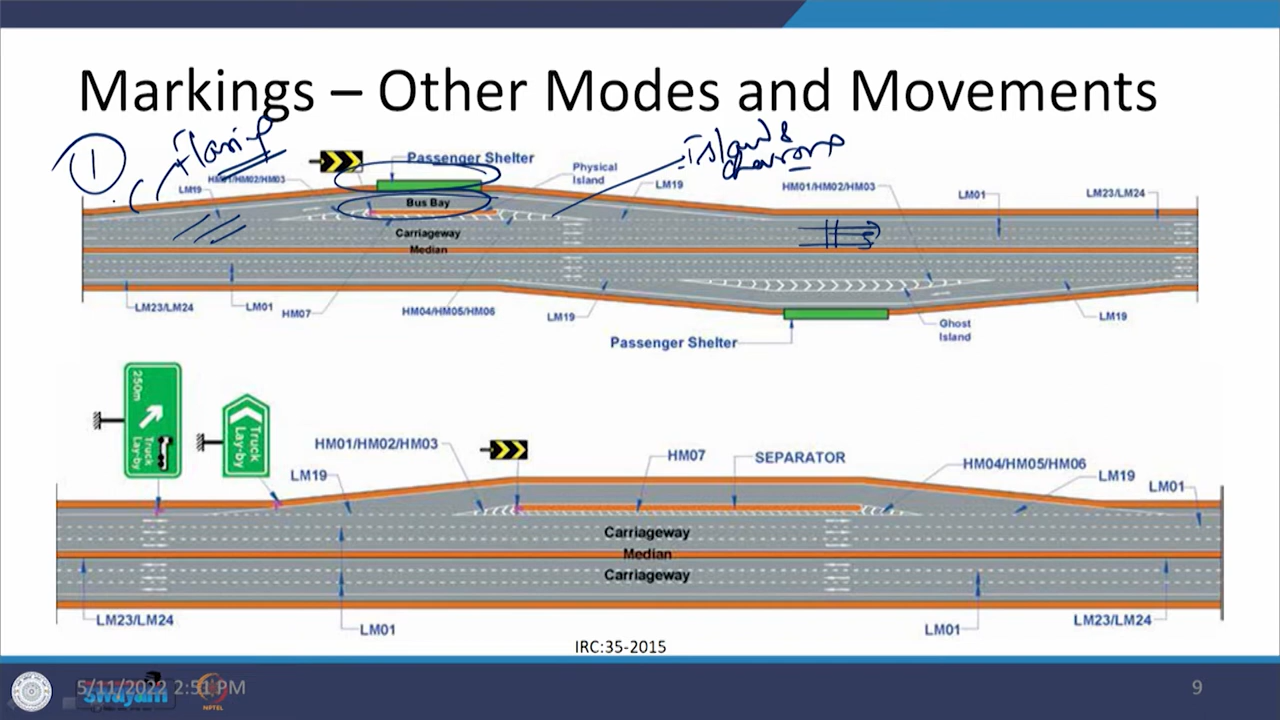 Markings – Other Modes and Movements
1
Flaring
Island &
Passenger Shelter
Physical
Island
LM19
HM01/HM02/HM03
LM19
HM01/HM02/HM03
LM01
LM23/LM24
Bus Bay
Carriageway
Median
LM23/LM24
LM01
HM07
HM04/HM05/HM06
LM19
Passenger Shelter
Ghost
Island
LM19
250m
Truck
Lay-by
Truck
Lay-by
HM01/HM02/HM03
LM19
HM07
SEPARATOR
HM04/HM05/HM06
LM19
LM01
Carriageway
Median
Carriageway
LM23/LM24
LM01
LM01
LM23/LM24
IRC:35-2015
5/11/2022 2:51 PM
swayam
NPTEL
9